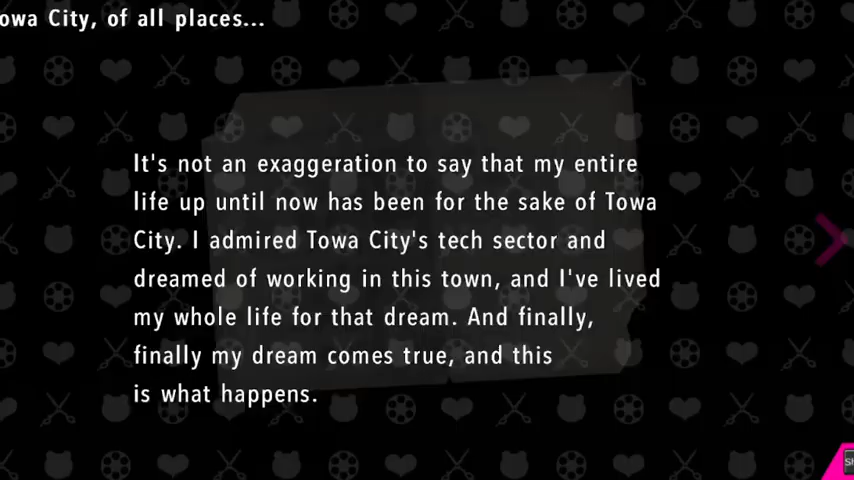 owa City, of all places...
It's not an exaggeration to say that my entire
life up until now has been for the sake of Towa
City. I admired Towa City's tech sector and
dreamed of working in this town, and I've lived
my whole life for that dream. And finally,
finally my dream comes true, and this
is what happens.